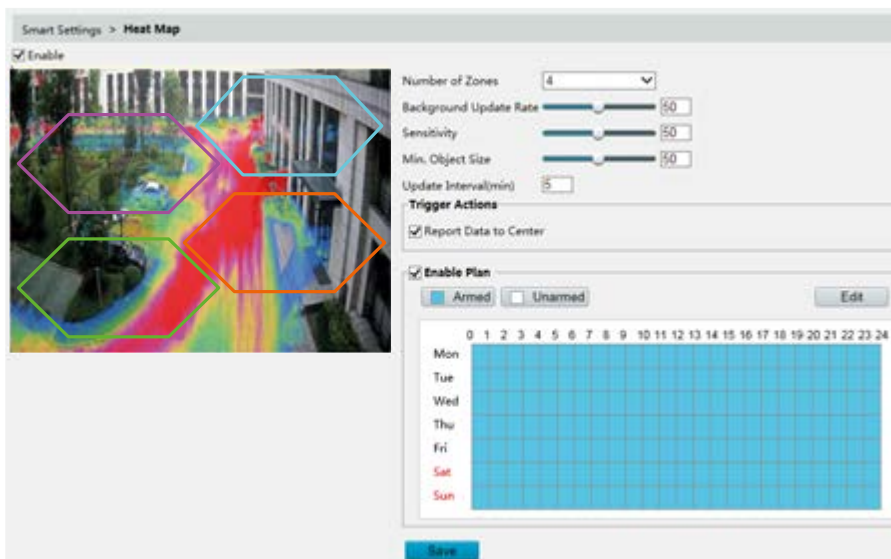 Smart Settings > Heat Map
Enable
Number of Zones 4
Background Update Rate 50
Sensitivity 50
Min. Object Size 50
Update Interval(min) 5
Trigger Actions
Report Data to Center
Enable Plan
Armed Unarmed Edit
0 1 2 3 4 5 6 7 8 9 10 11 12 13 14 15 16 17 18 19 20 21 22 23 24
Mon
Tue
Wed
Thu
Fri
Sat
Sun
Save